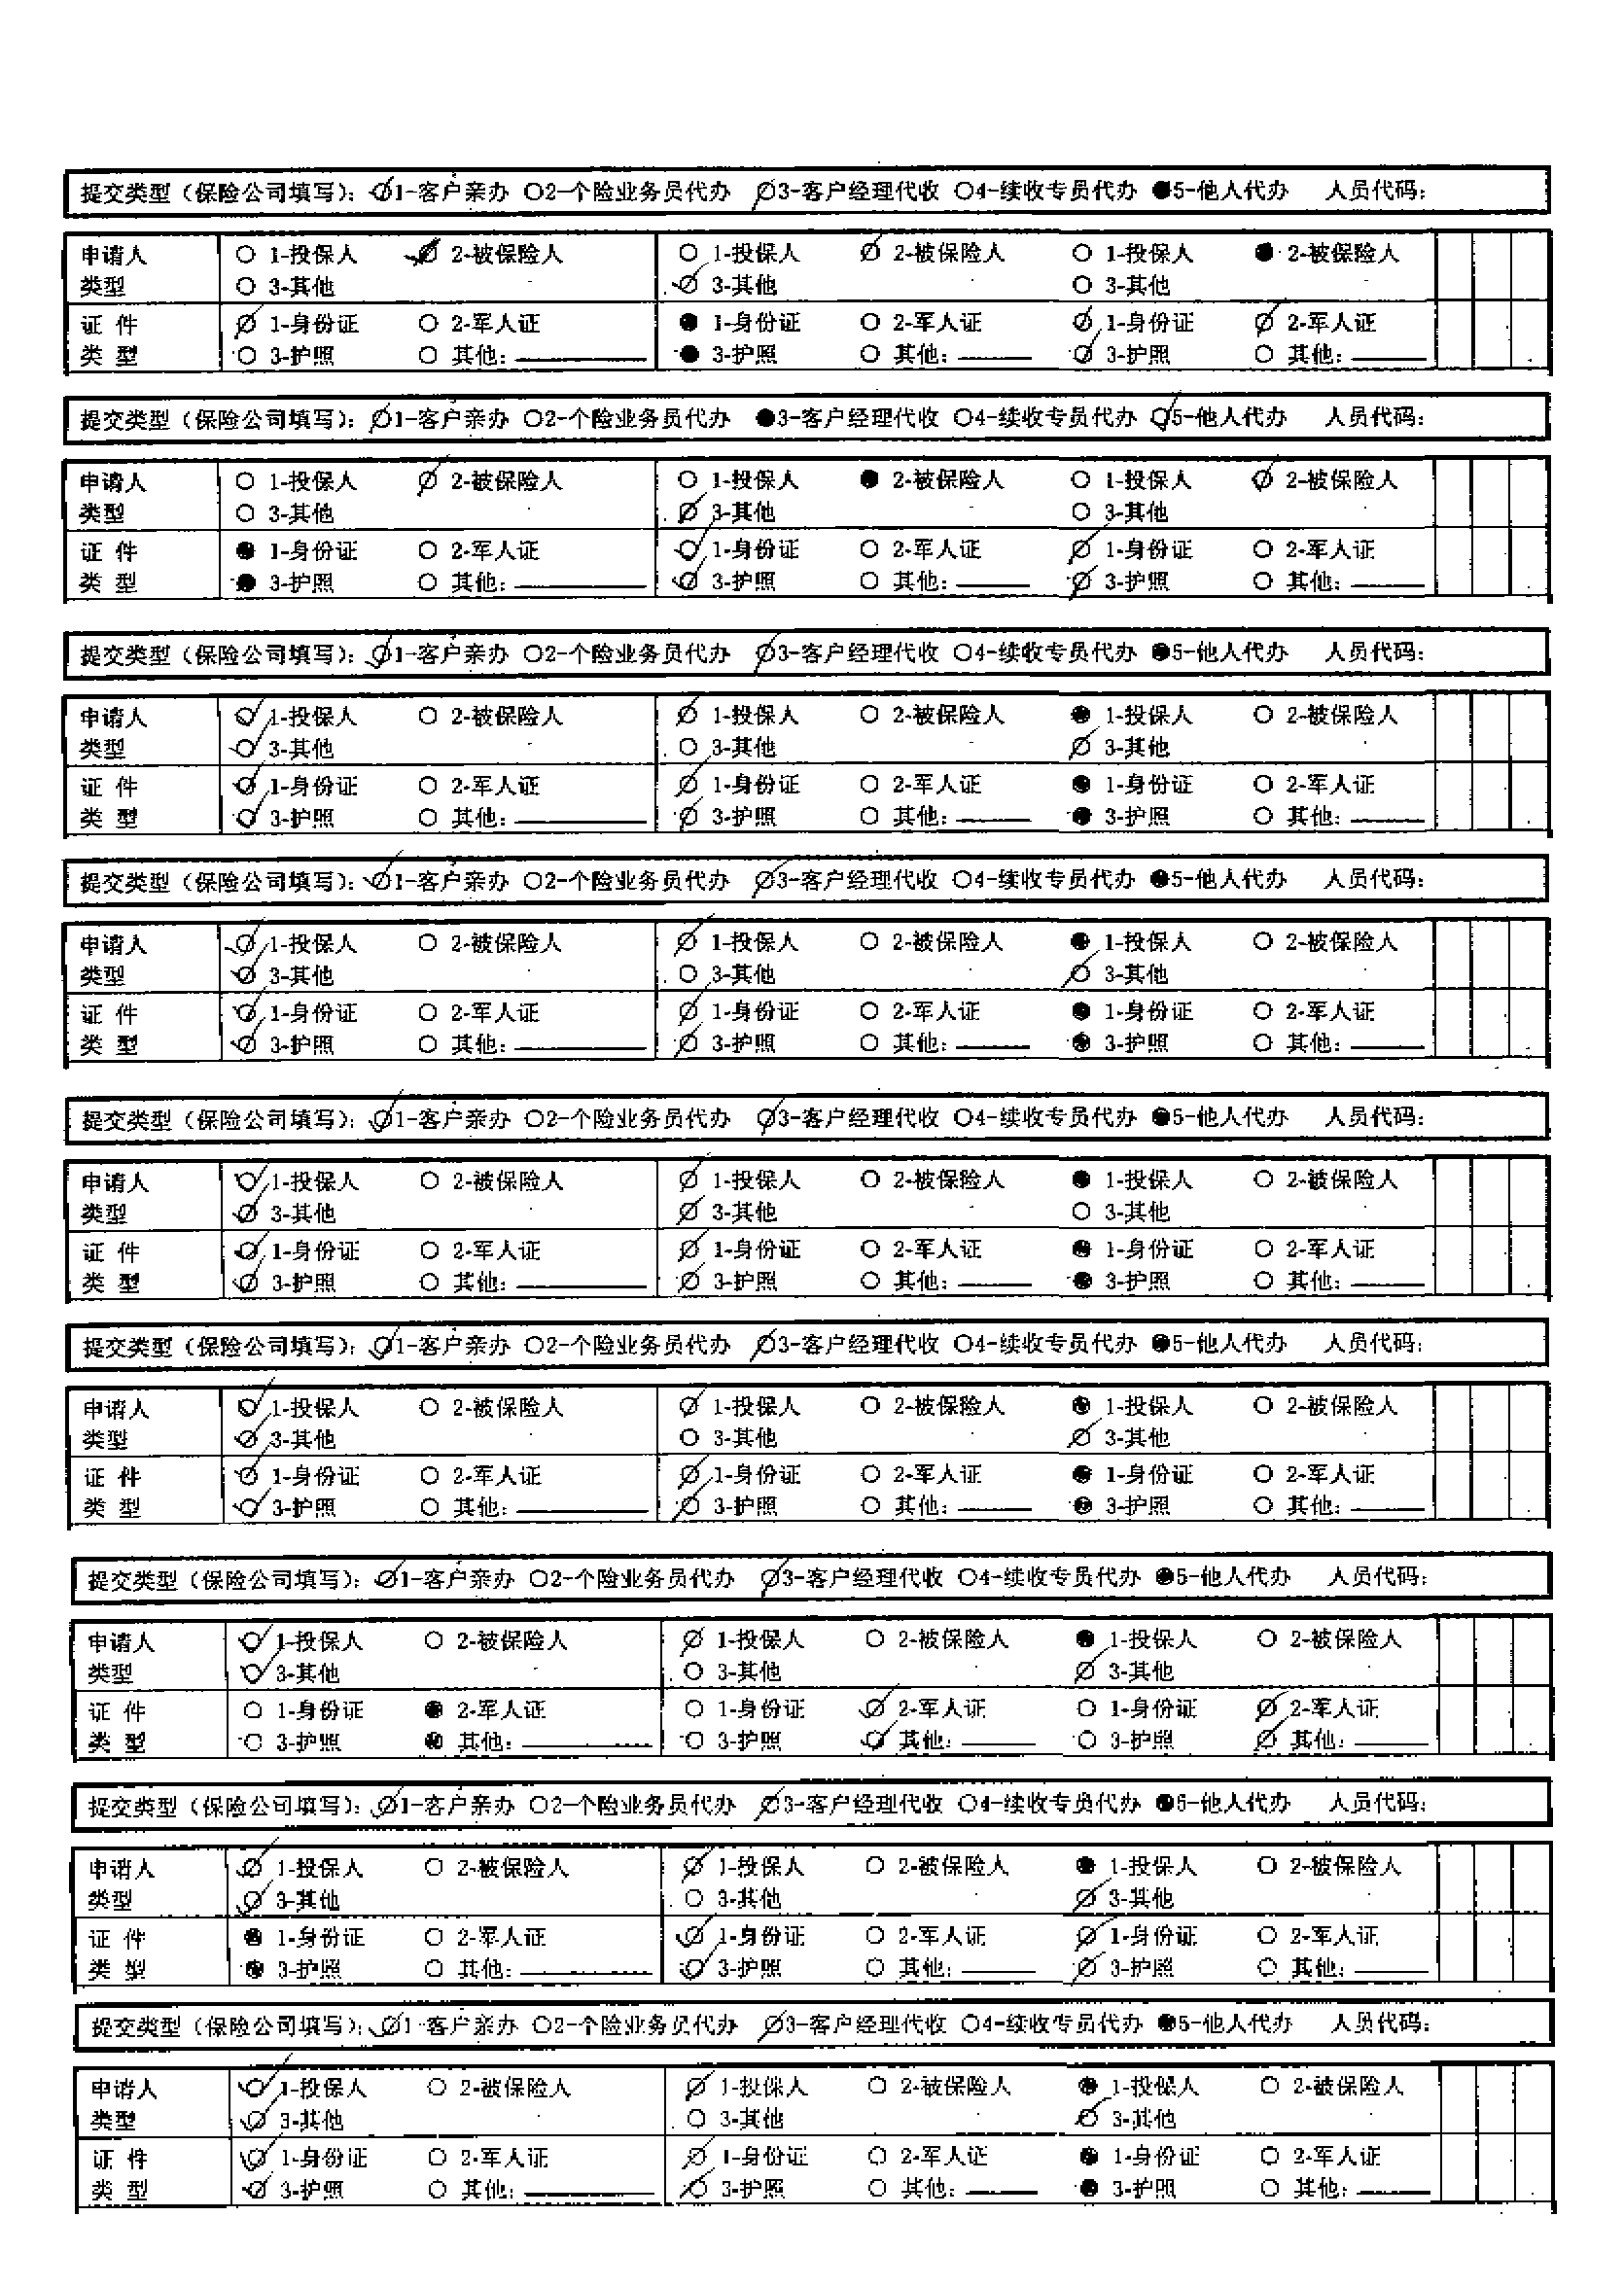 提交类型（保险公司填写）：○1-客户亲办 ○2-个险业务员代办 ○3-客户经理代收 ○4-续收专员代办 ●5-他人代办 人员代码：
申请人 ○ 1-投保人 ○ 2-被保险人 ○ 1-投保人 ○ 2-被保险人 ○ 1-投保人 ● 2-被保险人
类型 ○ 3-其他 ○ 3-其他 ○ 3-其他
证 件 ○ 1-身份证 ○ 2-军人证 ● 1-身份证 ○ 2-军人证 ○ 1-身份证 ○ 2-军人证
类 型 ○ 3-护照 ○ 其他：______ ● 3-护照 ○ 其他：____ ○ 3-护照 ○ 其他：____
提交类型（保险公司填写）：○1-客户亲办 ○2-个险业务员代办 ●3-客户经理代收 ○4-续收专员代办 ○5-他人代办 人员代码：
申请人 ○ 1-投保人 ○ 2-被保险人 ○ 1-投保人 ● 2-被保险人 ○ 1-投保人 ○ 2-被保险人
类型 ○ 3-其他 ○ 3-其他 ○ 3-其他
证 件 ● 1-身份证 ○ 2-军人证 ○ 1-身份证 ○ 2-军人证 ○ 1-身份证 ○ 2-军人证
类 型 ● 3-护照 ○ 其他：______ ○ 3-护照 ○ 其他：____ ○ 3-护照 ○ 其他：____
提交类型（保险公司填写）：○1-客户亲办 ○2-个险业务员代办 ○3-客户经理代收 ○4-续收专员代办 ●5-他人代办 人员代码：
申请人 ○ 1-投保人 ○ 2-被保险人 ○ 1-投保人 ○ 2-被保险人 ● 1-投保人 ○ 2-被保险人
类型 ○ 3-其他 ○ 3-其他 ○ 3-其他
证 件 ○ 1-身份证 ○ 2-军人证 ○ 1-身份证 ○ 2-军人证 ● 1-身份证 ○ 2-军人证
类 型 ○ 3-护照 ○ 其他：______ ○ 3-护照 ○ 其他：____ ● 3-护照 ○ 其他：____
提交类型（保险公司填写）：○1-客户亲办 ○2-个险业务员代办 ○3-客户经理代收 ○4-续收专员代办 ●5-他人代办 人员代码：
申请人 ○ 1-投保人 ○ 2-被保险人 ○ 1-投保人 ○ 2-被保险人 ● 1-投保人 ○ 2-被保险人
类型 ○ 3-其他 ○ 3-其他 ○ 3-其他
证 件 ○ 1-身份证 ○ 2-军人证 ○ 1-身份证 ○ 2-军人证 ● 1-身份证 ○ 2-军人证
类 型 ○ 3-护照 ○ 其他：______ ○ 3-护照 ○ 其他：____ ● 3-护照 ○ 其他：____
提交类型（保险公司填写）：○1-客户亲办 ○2-个险业务员代办 ○3-客户经理代收 ○4-续收专员代办 ●5-他人代办 人员代码：
申请人 ○ 1-投保人 ○ 2-被保险人 ○ 1-投保人 ○ 2-被保险人 ● 1-投保人 ○ 2-被保险人
类型 ○ 3-其他 ○ 3-其他 ○ 3-其他
证 件 ○ 1-身份证 ○ 2-军人证 ○ 1-身份证 ○ 2-军人证 ● 1-身份证 ○ 2-军人证
类 型 ○ 3-护照 ○ 其他：______ ○ 3-护照 ○ 其他：____ ● 3-护照 ○ 其他：____
提交类型（保险公司填写）：○1-客户亲办 ○2-个险业务员代办 ○3-客户经理代收 ○4-续收专员代办 ●5-他人代办 人员代码：
申请人 ○ 1-投保人 ○ 2-被保险人 ○ 1-投保人 ○ 2-被保险人 ● 1-投保人 ○ 2-被保险人
类型 ○ 3-其他 ○ 3-其他 ○ 3-其他
证 件 ○ 1-身份证 ○ 2-军人证 ○ 1-身份证 ○ 2-军人证 ● 1-身份证 ○ 2-军人证
类 型 ○ 3-护照 ○ 其他：______ ○ 3-护照 ○ 其他：____ ● 3-护照 ○ 其他：____
提交类型（保险公司填写）：○1-客户亲办 ○2-个险业务员代办 ○3-客户经理代收 ○4-续收专员代办 ●5-他人代办 人员代码：
申请人 ○ 1-投保人 ○ 2-被保险人 ○ 1-投保人 ○ 2-被保险人 ● 1-投保人 ○ 2-被保险人
类型 ○ 3-其他 ○ 3-其他 ○ 3-其他
证 件 ○ 1-身份证 ● 2-军人证 ○ 1-身份证 ○ 2-军人证 ○ 1-身份证 ○ 2-军人证
类 型 ○ 3-护照 ● 其他：______ ○ 3-护照 ○ 其他：____ ○ 3-护照 ○ 其他：____
提交类型（保险公司填写）：○1-客户亲办 ○2-个险业务员代办 ○3-客户经理代收 ○4-续收专员代办 ●5-他人代办 人员代码：
申请人 ○ 1-投保人 ○ 2-被保险人 ○ 1-投保人 ○ 2-被保险人 ● 1-投保人 ○ 2-被保险人
类型 ○ 3-其他 ○ 3-其他 ○ 3-其他
证 件 ● 1-身份证 ○ 2-军人证 ○ 1-身份证 ○ 2-军人证 ○ 1-身份证 ○ 2-军人证
类 型 ● 3-护照 ○ 其他：______ ○ 3-护照 ○ 其他：____ ○ 3-护照 ○ 其他：____
提交类型（保险公司填写）：○1-客户亲办 ○2-个险业务员代办 ○3-客户经理代收 ○4-续收专员代办 ●5-他人代办 人员代码：
申请人 ○ 1-投保人 ○ 2-被保险人 ○ 1-投保人 ○ 2-被保险人 ● 1-投保人 ○ 2-被保险人
类型 ○ 3-其他 ○ 3-其他 ○ 3-其他
证 件 ○ 1-身份证 ○ 2-军人证 ○ 1-身份证 ○ 2-军人证 ● 1-身份证 ○ 2-军人证
类 型 ○ 3-护照 ○ 其他：______ ○ 3-护照 ○ 其他：____ ● 3-护照 ○ 其他：____